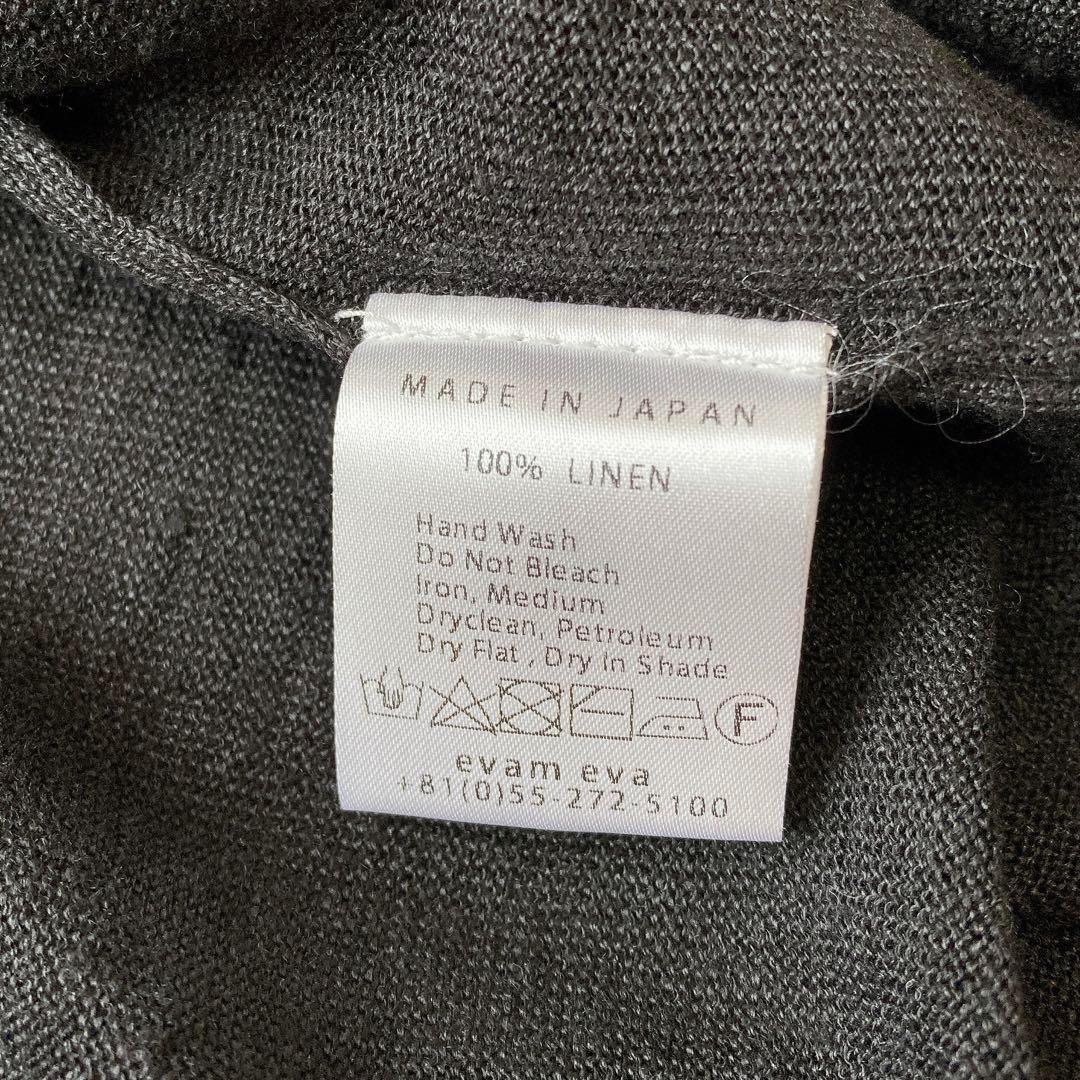 MADE IN JAPAN
100% LINEN
Hand Wash
Do Not Bleach
Iron, Medium
Dryclean, Petroleum
Dry Flat , Dry in Shade
F
evam eva
+81(0)55-272-5100